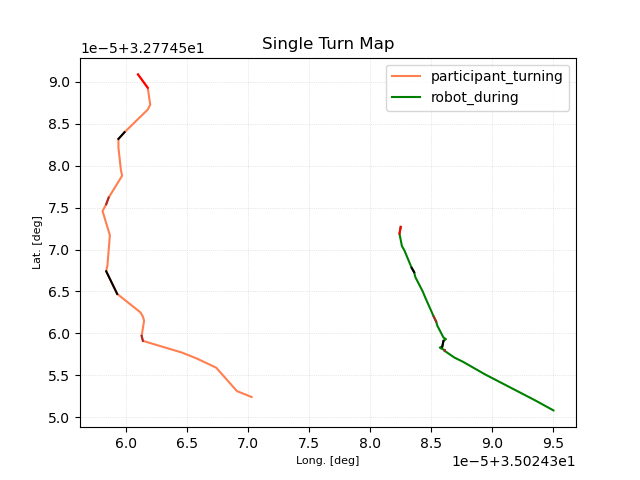 1e−5+3.27745e1
Single Turn Map
participant_turning
robot_during
9.0
8.5
8.0
7.5
7.0
6.5
6.0
5.5
5.0
Lat. [deg]
6.0 6.5 7.0 7.5 8.0 8.5 9.0 9.5
Long. [deg]
1e−5+3.50243e1